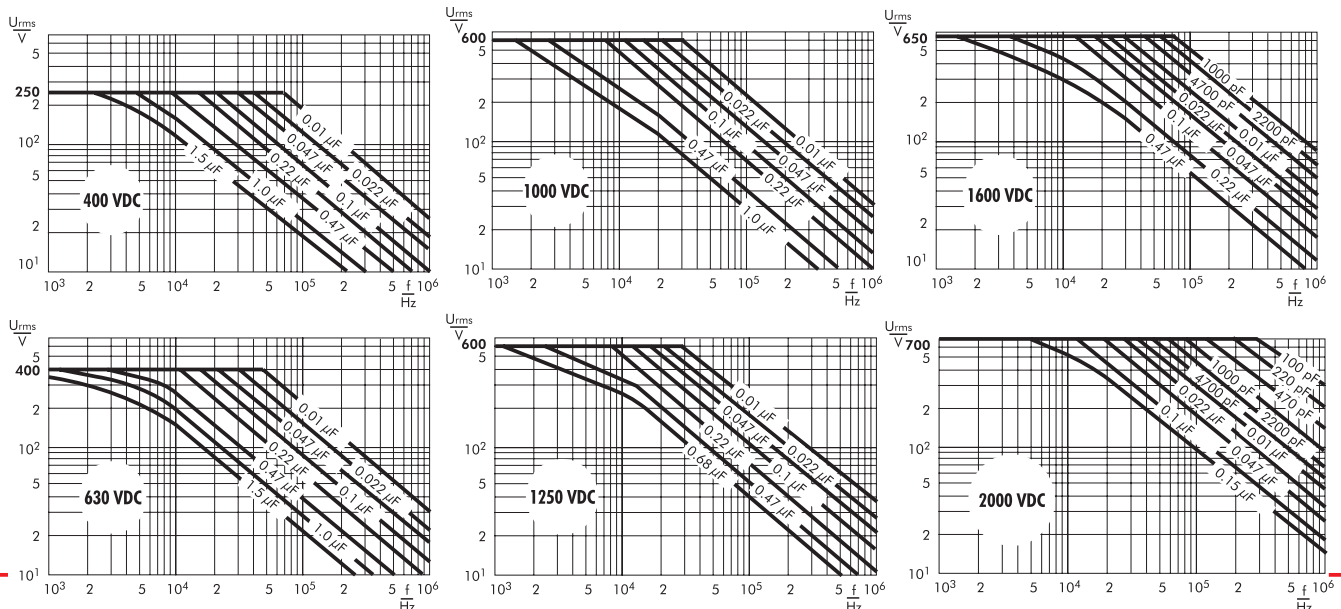 Urms
V
5
250
2
10²
5
2
10¹
400 VDC
0.01 µF
0.047 µF
0.022 µF
0.22 µF
0.1 µF
1.5 µF
1.0 µF
0.47 µF
10³ 2 5 10⁴ 2 5 10⁵ 2 5 f/Hz 10⁶
Urms
V
600
5
2
10²
5
2
10¹
1000 VDC
0.022 µF
0.01 µF
0.1 µF
0.047 µF
0.47 µF
0.22 µF
1.0 µF
10³ 2 5 10⁴ 2 5 10⁵ 2 5 f/Hz 10⁶
Urms
V
650
5
2
10²
5
2
10¹
1600 VDC
1000 pF
4700 pF
2200 pF
0.022 µF
0.01 µF
0.1 µF
0.047 µF
0.47 µF
0.22 µF
10³ 2 5 10⁴ 2 5 10⁵ 2 5 f/Hz 10⁶
Urms
V
5
400
2
10²
5
2
10¹
630 VDC
0.01 µF
0.047 µF
0.022 µF
0.22 µF
0.47 µF
0.1 µF
1.5 µF
1.0 µF
10³ 2 5 10⁴ 2 5 10⁵ 2 5 f/Hz 10⁶
Urms
V
600
5
2
10²
5
2
10¹
1250 VDC
0.01 µF
0.047 µF
0.022 µF
0.22 µF
0.1 µF
0.68 µF
0.47 µF
10³ 2 5 10⁴ 2 5 10⁵ 2 5 f/Hz 10⁶
Urms
V
700
5
2
10²
5
2
10¹
2000 VDC
100 pF
220 pF
470 pF
1000 pF
4700 pF
2200 pF
0.022 µF
0.01 µF
0.1 µF
0.047 µF
0.15 µF
10³ 2 5 10⁴ 2 5 10⁵ 2 5 f/Hz 10⁶